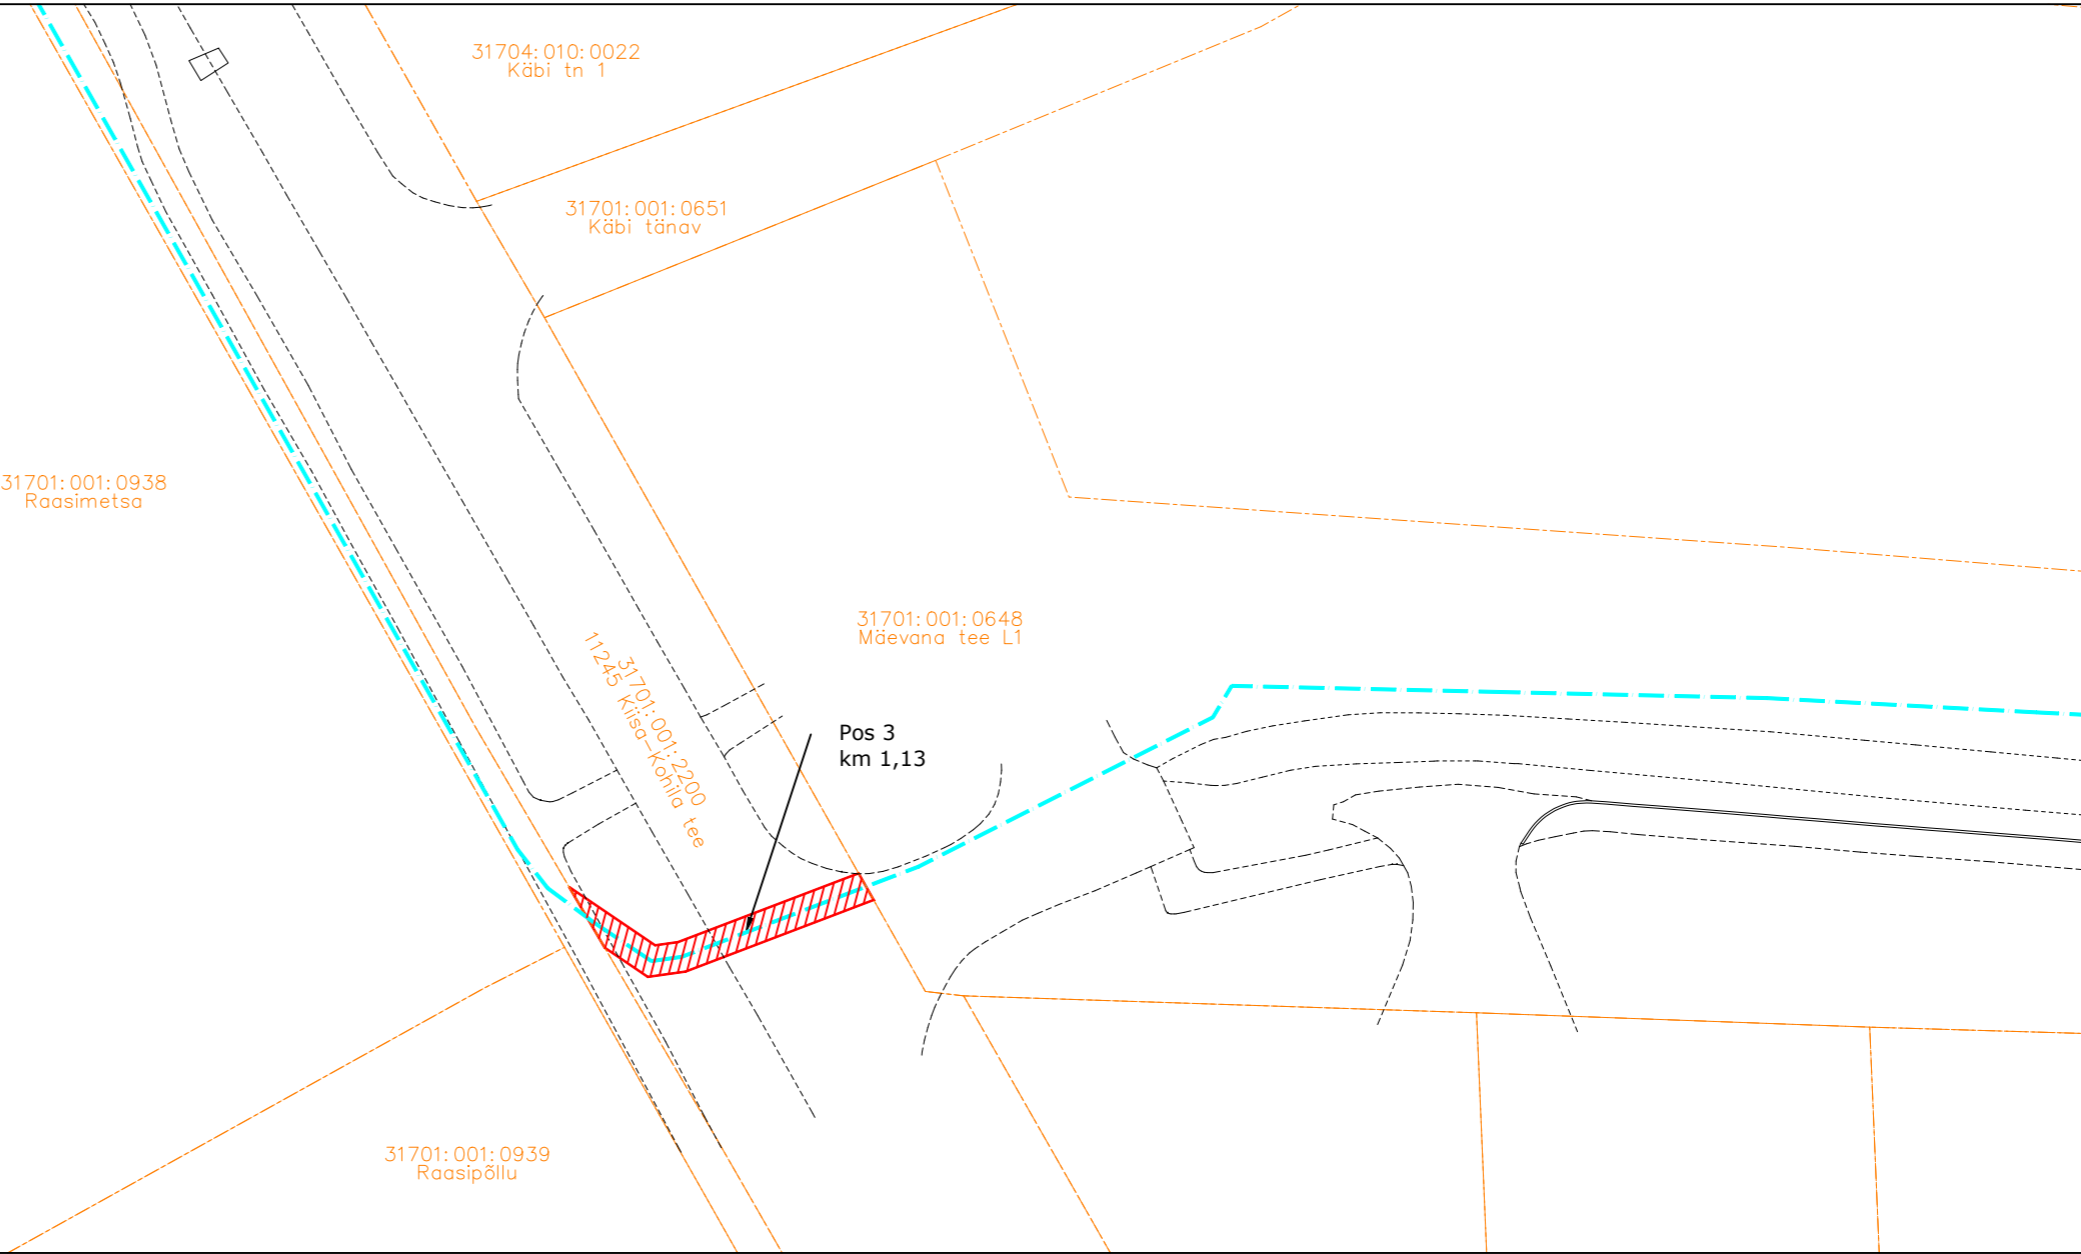 31704:010:0022
Käbi tn 1
31701:001:0651
Käbi tänav
31701:001:0938
Raasimetsa
31701:001:0648
Mäevana tee L1
31701:001:2200
11245 Kiisa-Kohila tee
Pos 3
km 1,13
31701:001:0939
Raasipõllu